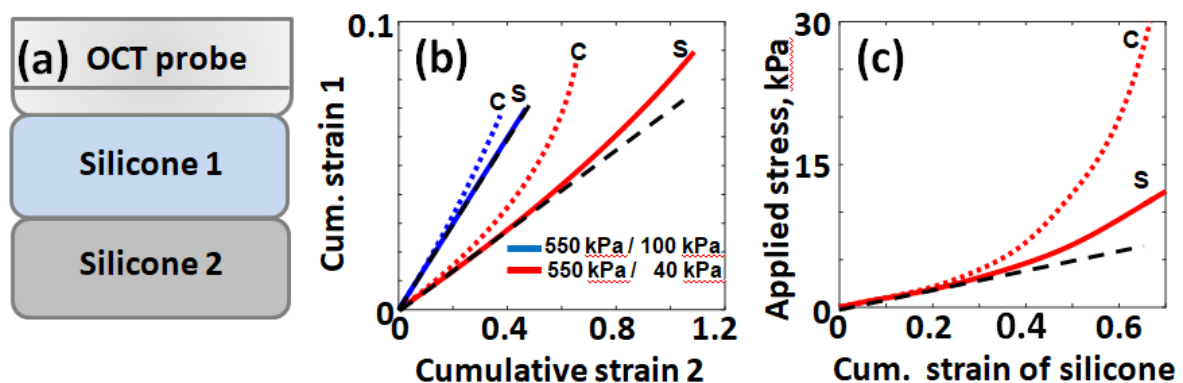 (a)
OCT probe
Silicone 1
Silicone 2
(b)
Cum. strain 1
0.1
0
C
S
C
S
550 kPa / 100 kPa
550 kPa / 40 kPa
0
0.4
0.8
1.2
Cumulative strain 2
(c)
Applied stress, kPa
30
15
0
C
S
0
0.2
0.4
0.6
Cum. strain of silicone